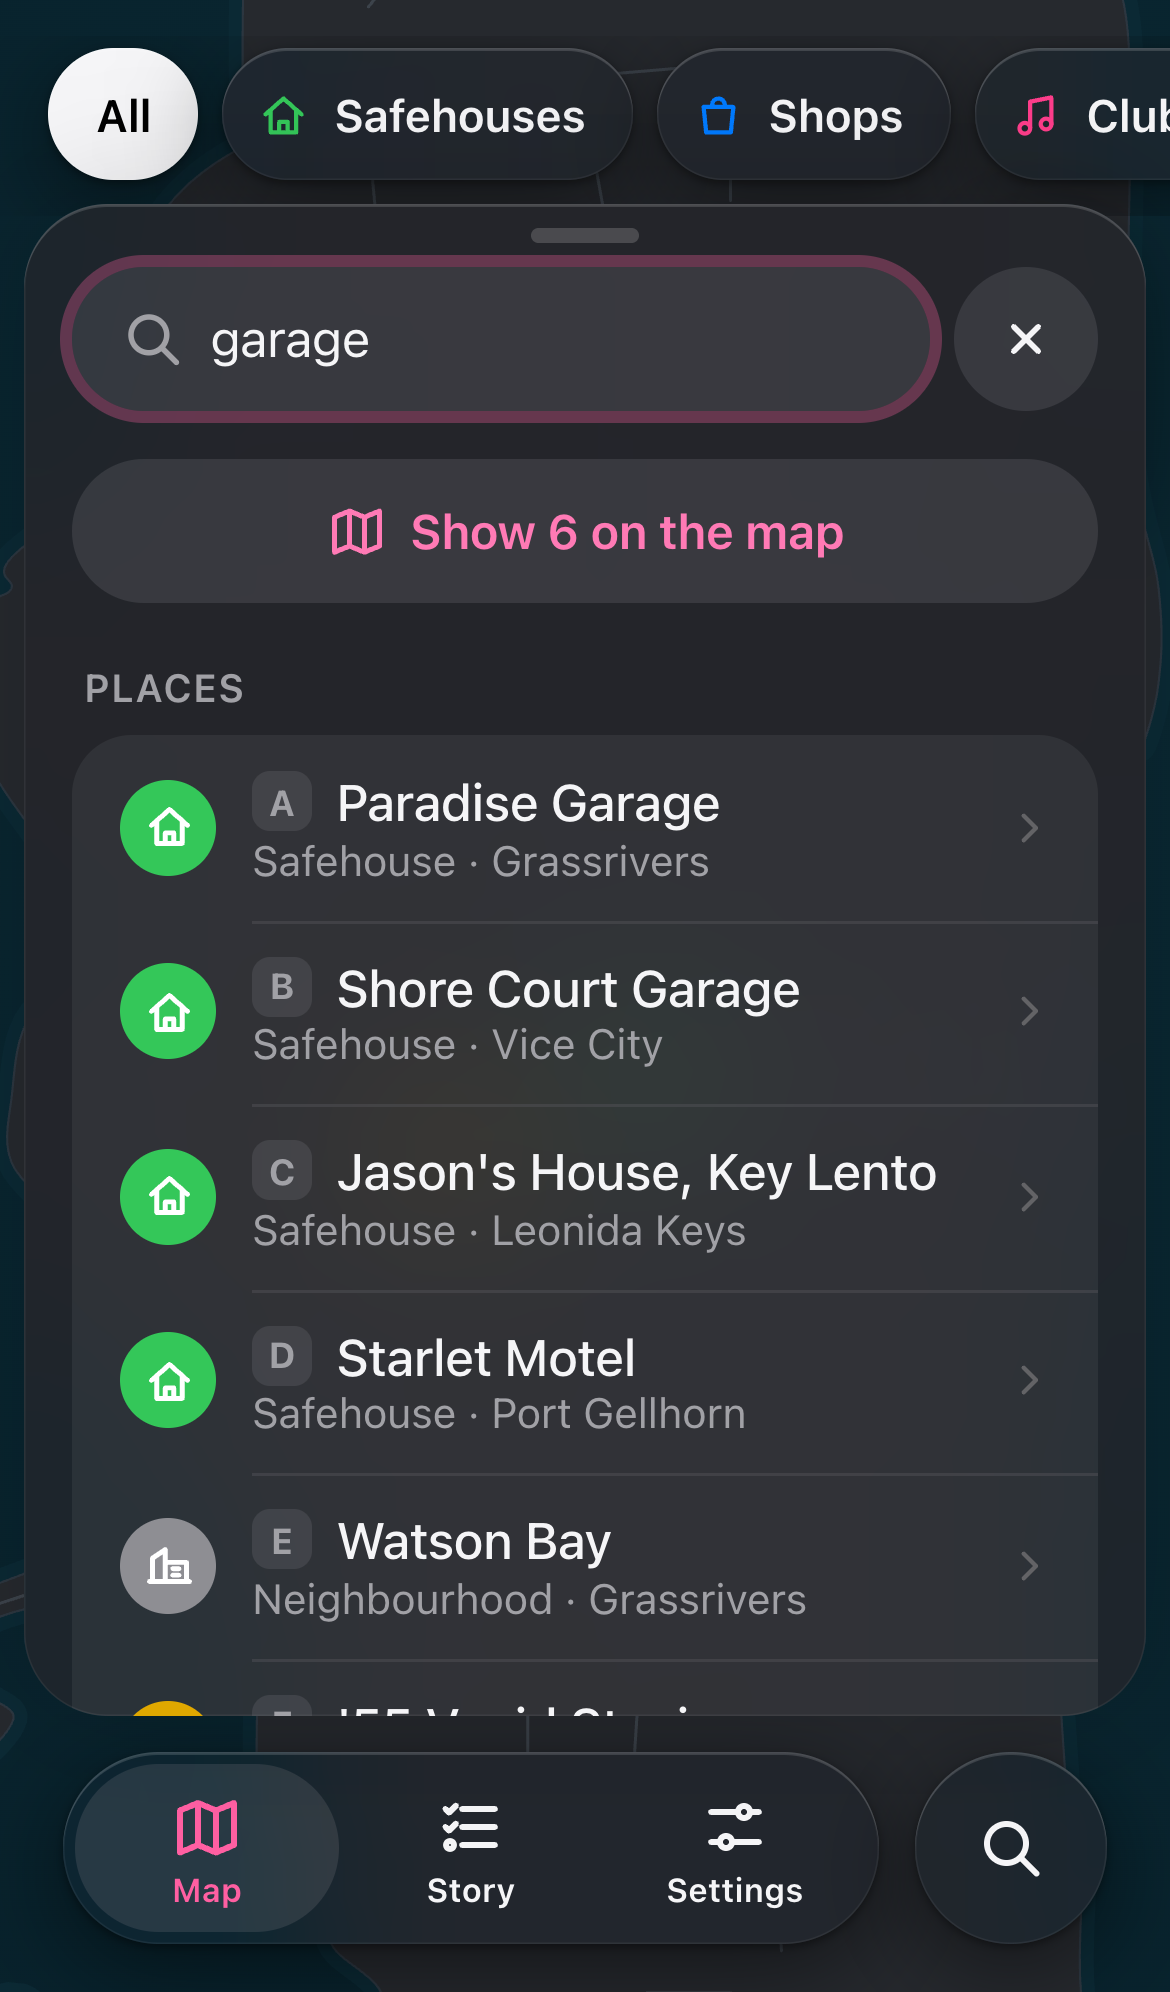 All
Safehouses
Shops
Club
garage
Show 6 on the map
PLACES
A Paradise Garage
Safehouse · Grassrivers
B Shore Court Garage
Safehouse · Vice City
C Jason's House, Key Lento
Safehouse · Leonida Keys
D Starlet Motel
Safehouse · Port Gellhorn
E Watson Bay
Neighbourhood · Grassrivers
Map
Story
Settings